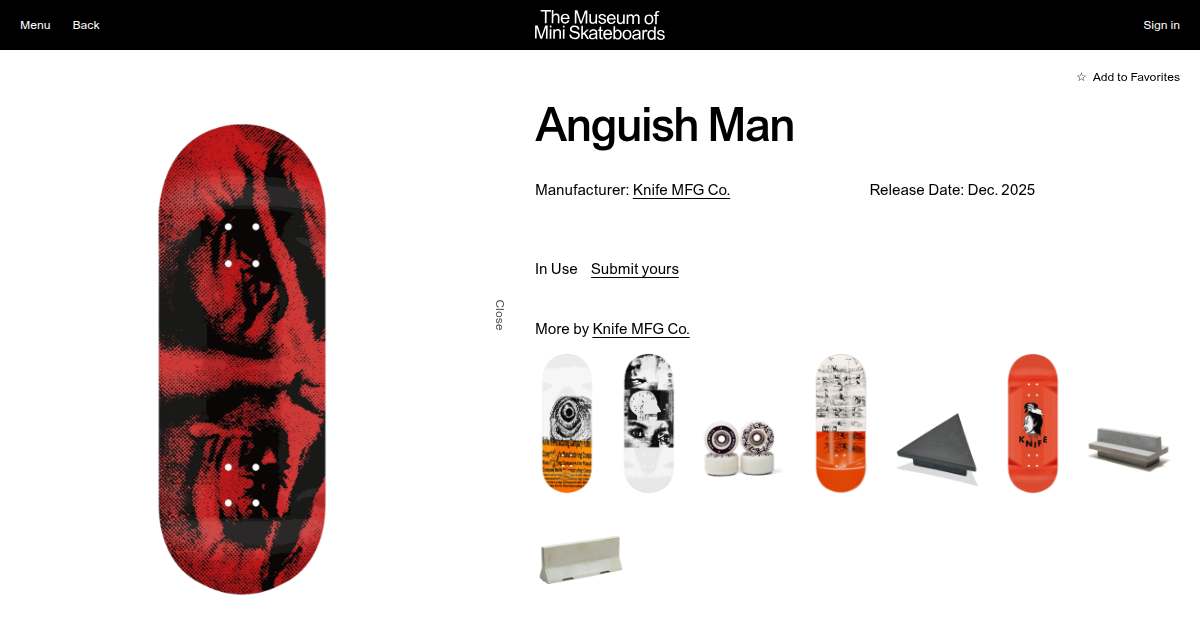 Menu
Back
The Museum of
Mini Skateboards
Sign in
☆ Add to Favorites
Anguish Man
Manufacturer: Knife MFG Co.
Release Date: Dec. 2025
In Use
Submit yours
Close
More by Knife MFG Co.
KNIFE